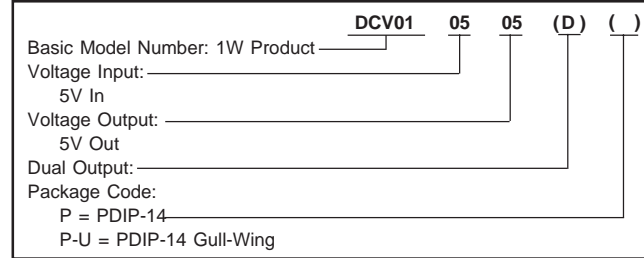 DCV01 05 05 (D) ( )
Basic Model Number: 1W Product
Voltage Input:
5V In
Voltage Output:
5V Out
Dual Output:
Package Code:
P = PDIP-14
P-U = PDIP-14 Gull-Wing